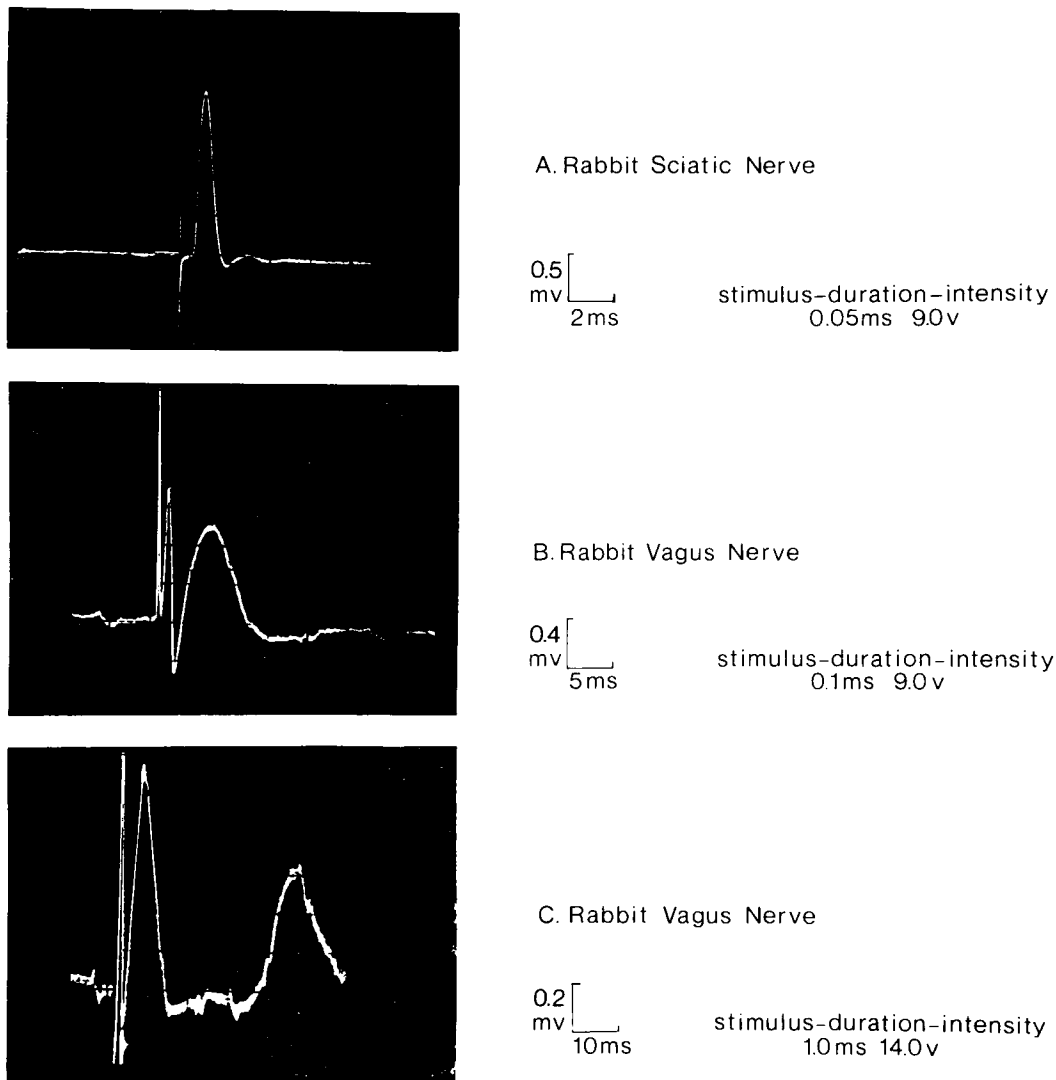 A. Rabbit Sciatic Nerve
0.5
mv
2ms
stimulus-duration-intensity
0.05ms 9.0v
B. Rabbit Vagus Nerve
0.4
mv
5ms
stimulus-duration-intensity
0.1ms 9.0v
C. Rabbit Vagus Nerve
0.2
mv
10ms
stimulus-duration-intensity
1.0ms 14.0v